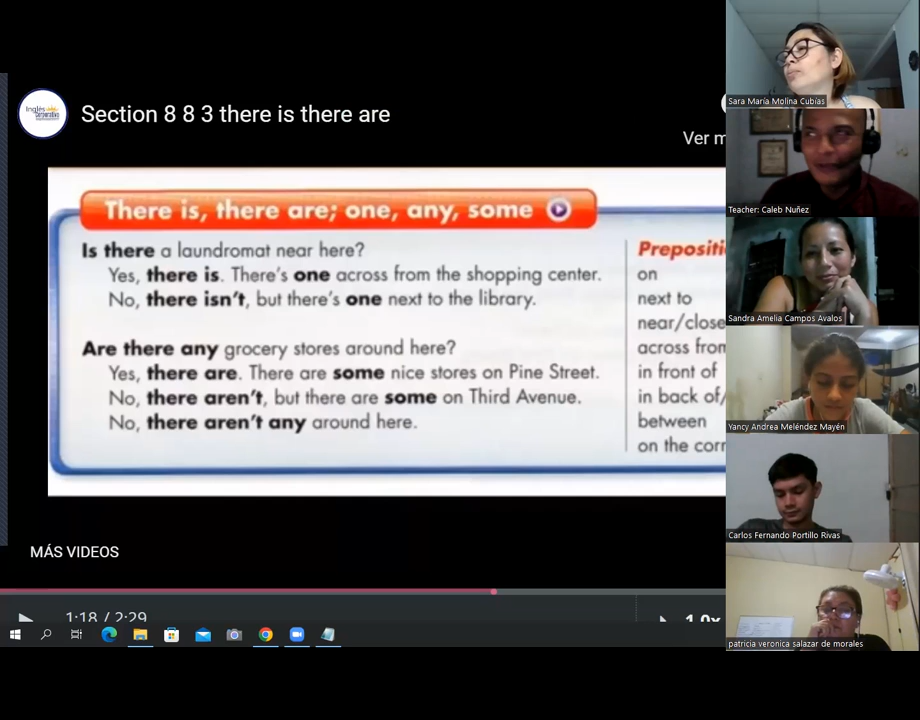 Inglés
Corporativo
Section 8 8 3 there is there are
Ver m
There is, there are; one, any, some
Is there a laundromat near here?
Yes, there is. There's one across from the shopping center.
No, there isn't, but there's one next to the library.
Are there any grocery stores around here?
Yes, there are. There are some nice stores on Pine Street.
No, there aren't, but there are some on Third Avenue.
No, there aren't any around here.
Prepositi
on
next to
near/close
across from
in front of
in back of/
between
on the corn
MÁS VIDEOS
1:18 / 2:29
1.0x
Sara María Molina Cubías
Teacher: Caleb Nuñez
Sandra Amelia Campos Avalos
Yancy Andrea Meléndez Mayén
Carlos Fernando Portillo Rivas
patricia veronica salazar de morales